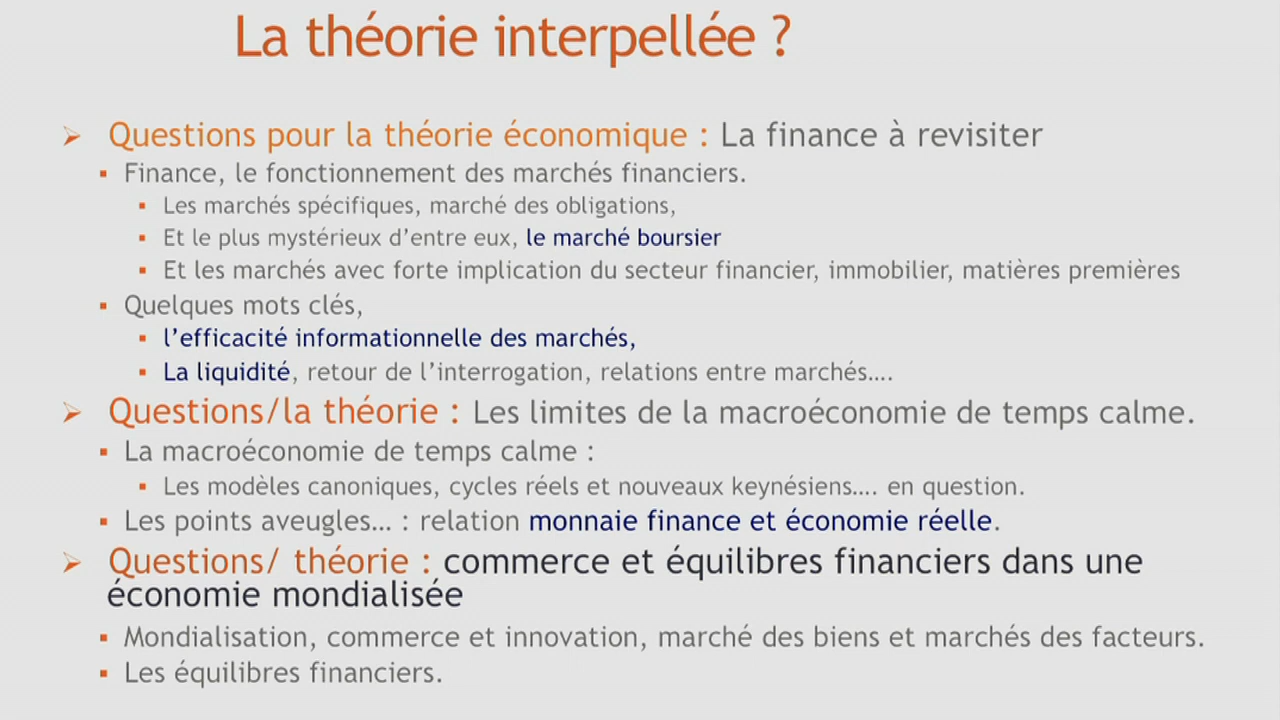 La théorie interpellée ?
Questions pour la théorie économique : La finance à revisiter
Finance, le fonctionnement des marchés financiers.
Les marchés spécifiques, marché des obligations,
Et le plus mystérieux d’entre eux, le marché boursier
Et les marchés avec forte implication du secteur financier, immobilier, matières premières
Quelques mots clés,
l’efficacité informationnelle des marchés,
La liquidité, retour de l’interrogation, relations entre marchés….
Questions/la théorie : Les limites de la macroéconomie de temps calme.
La macroéconomie de temps calme :
Les modèles canoniques, cycles réels et nouveaux keynésiens…. en question.
Les points aveugles… : relation monnaie finance et économie réelle.
Questions/ théorie : commerce et équilibres financiers dans une
économie mondialisée
Mondialisation, commerce et innovation, marché des biens et marchés des facteurs.
Les équilibres financiers.